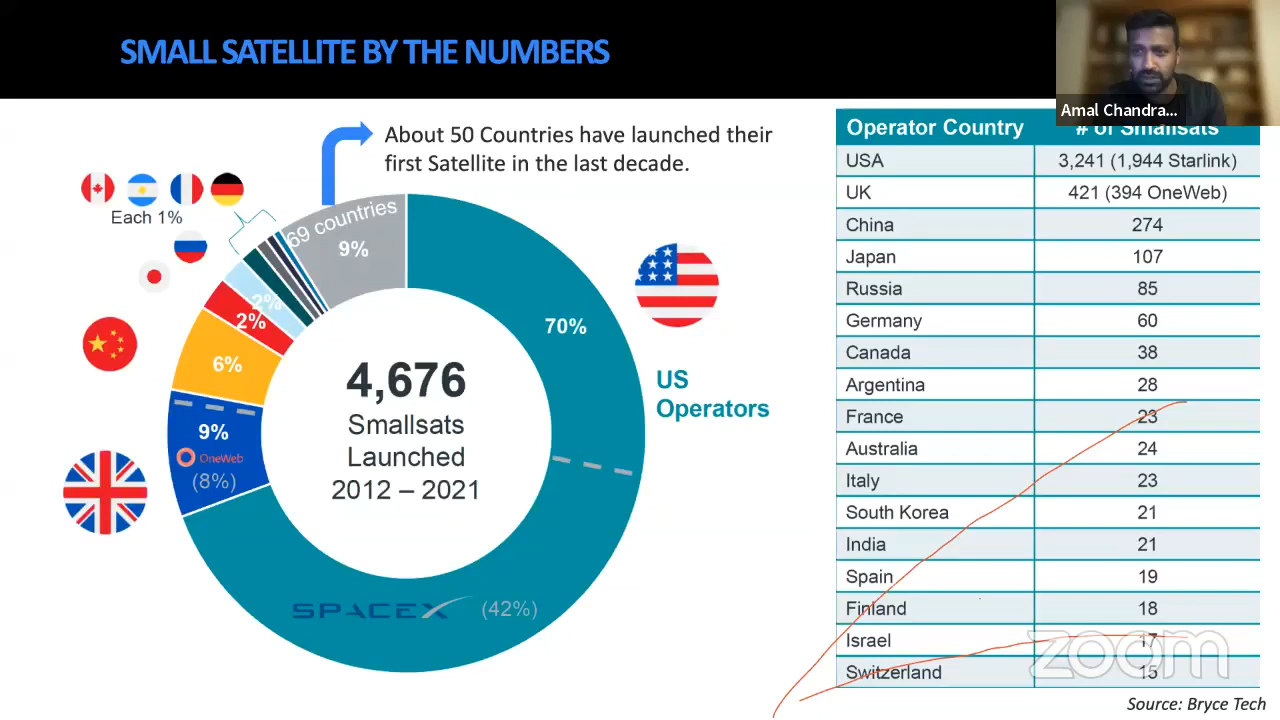 SMALL SATELLITE BY THE NUMBERS
Amal Chandra...
About 50 Countries have launched their
first Satellite in the last decade.
Each 1%
69 countries
9%
2%
2%
6%
9%
OneWeb
(8%)
70%
US
Operators
4,676
Smallsats
Launched
2012 – 2021
SPACEX (42%)
Operator Country # of Smallsats
USA 3,241 (1,944 Starlink)
UK 421 (394 OneWeb)
China 274
Japan 107
Russia 85
Germany 60
Canada 38
Argentina 28
France 23
Australia 24
Italy 23
South Korea 21
India 21
Spain 19
Finland 18
Israel 17
Switzerland 15
zoom
Source: Bryce Tech